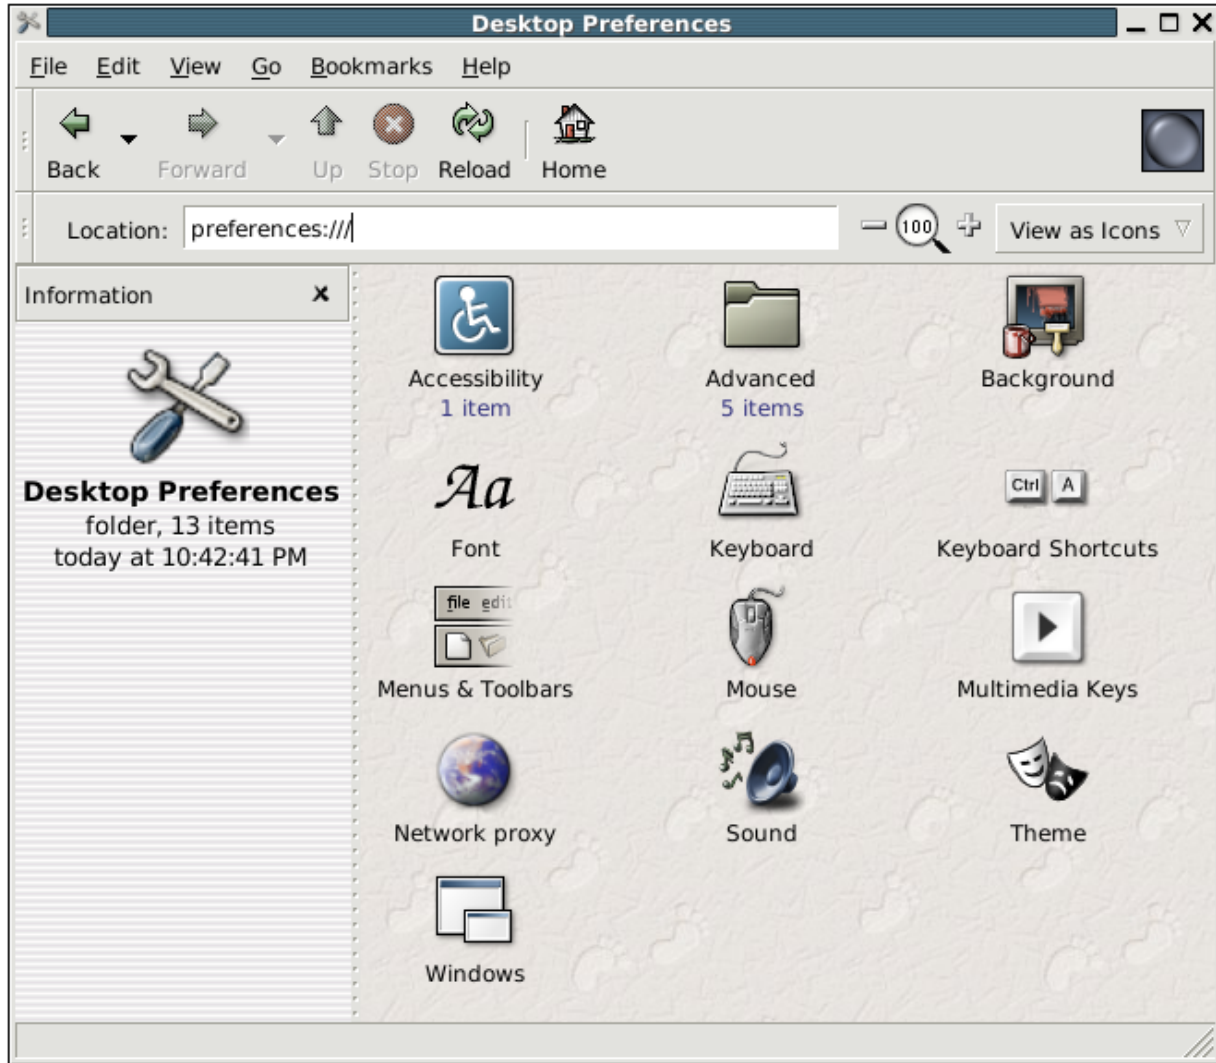 Desktop Preferences
File Edit View Go Bookmarks Help
Back Forward Up Stop Reload Home
Location: preferences:/// 100 View as Icons
Information
Desktop Preferences
folder, 13 items
today at 10:42:41 PM
Accessibility Advanced Background
1 item 5 items
Aa Ctrl A
Font Keyboard Keyboard Shortcuts
file edit
Menus & Toolbars Mouse Multimedia Keys
Network proxy Sound Theme
Windows